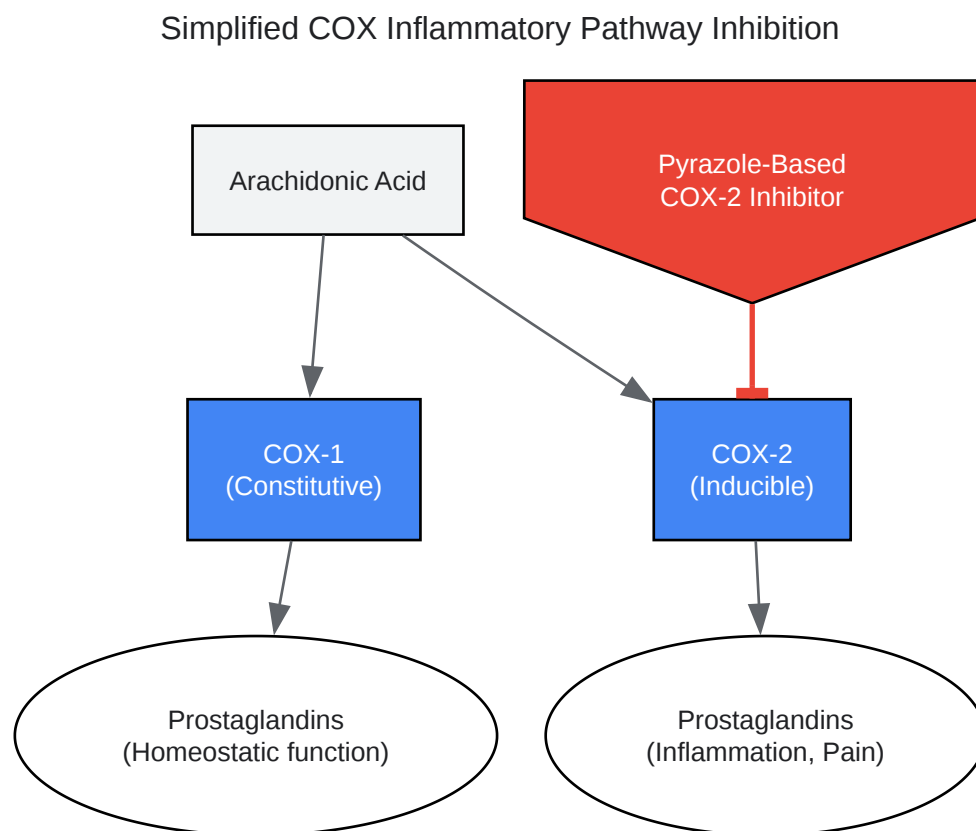 Simplified COX Inflammatory Pathway Inhibition
Arachidonic Acid
Pyrazole-Based
COX-2 Inhibitor
COX-1
(Constitutive)
COX-2
(Inducible)
Prostaglandins
(Homeostatic function)
Prostaglandins
(Inflammation, Pain)